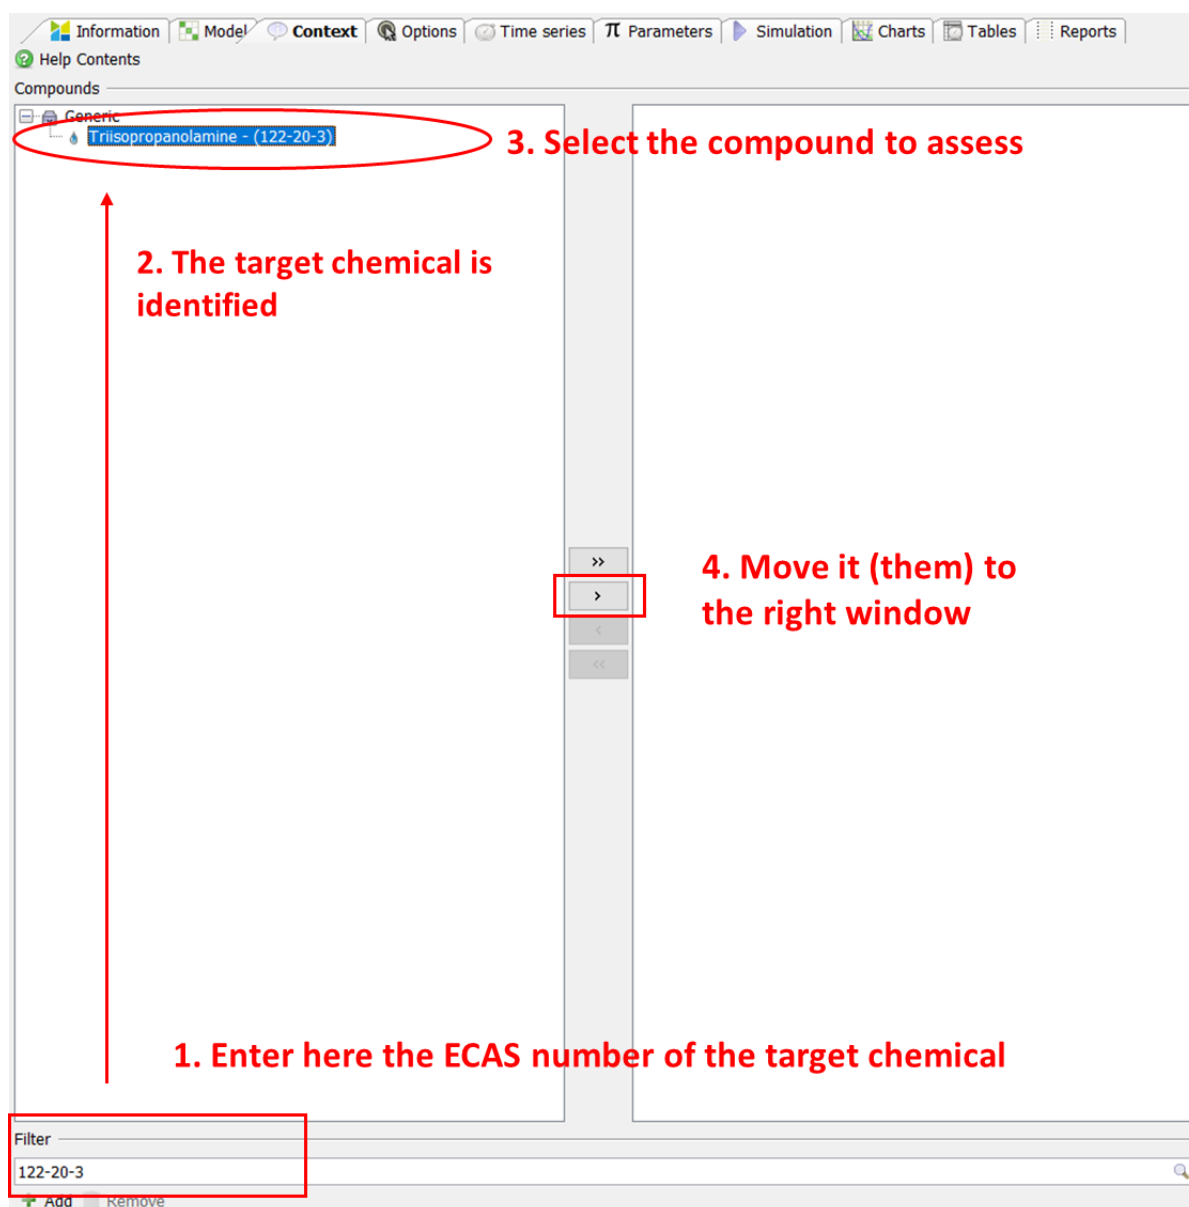 Information Model Context Options Time series π Parameters Simulation Charts Tables Reports
Help Contents
Compounds
Generic
Triisopropanolamine - (122-20-3)
3. Select the compound to assess
2. The target chemical is
identified
>>
>
<
<<
4. Move it (them) to
the right window
1. Enter here the ECAS number of the target chemical
Filter
122-20-3
Add Remove